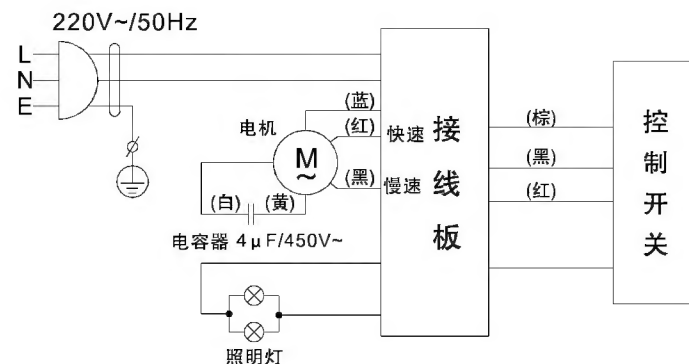 220V~/50Hz
L
N
E
电机
M
~
(蓝)
(红)
快速
(黑)
慢速
(白)
(黄)
电容器 4μF/450V~
照明灯
接线板
(棕)
(黑)
(红)
控制开关